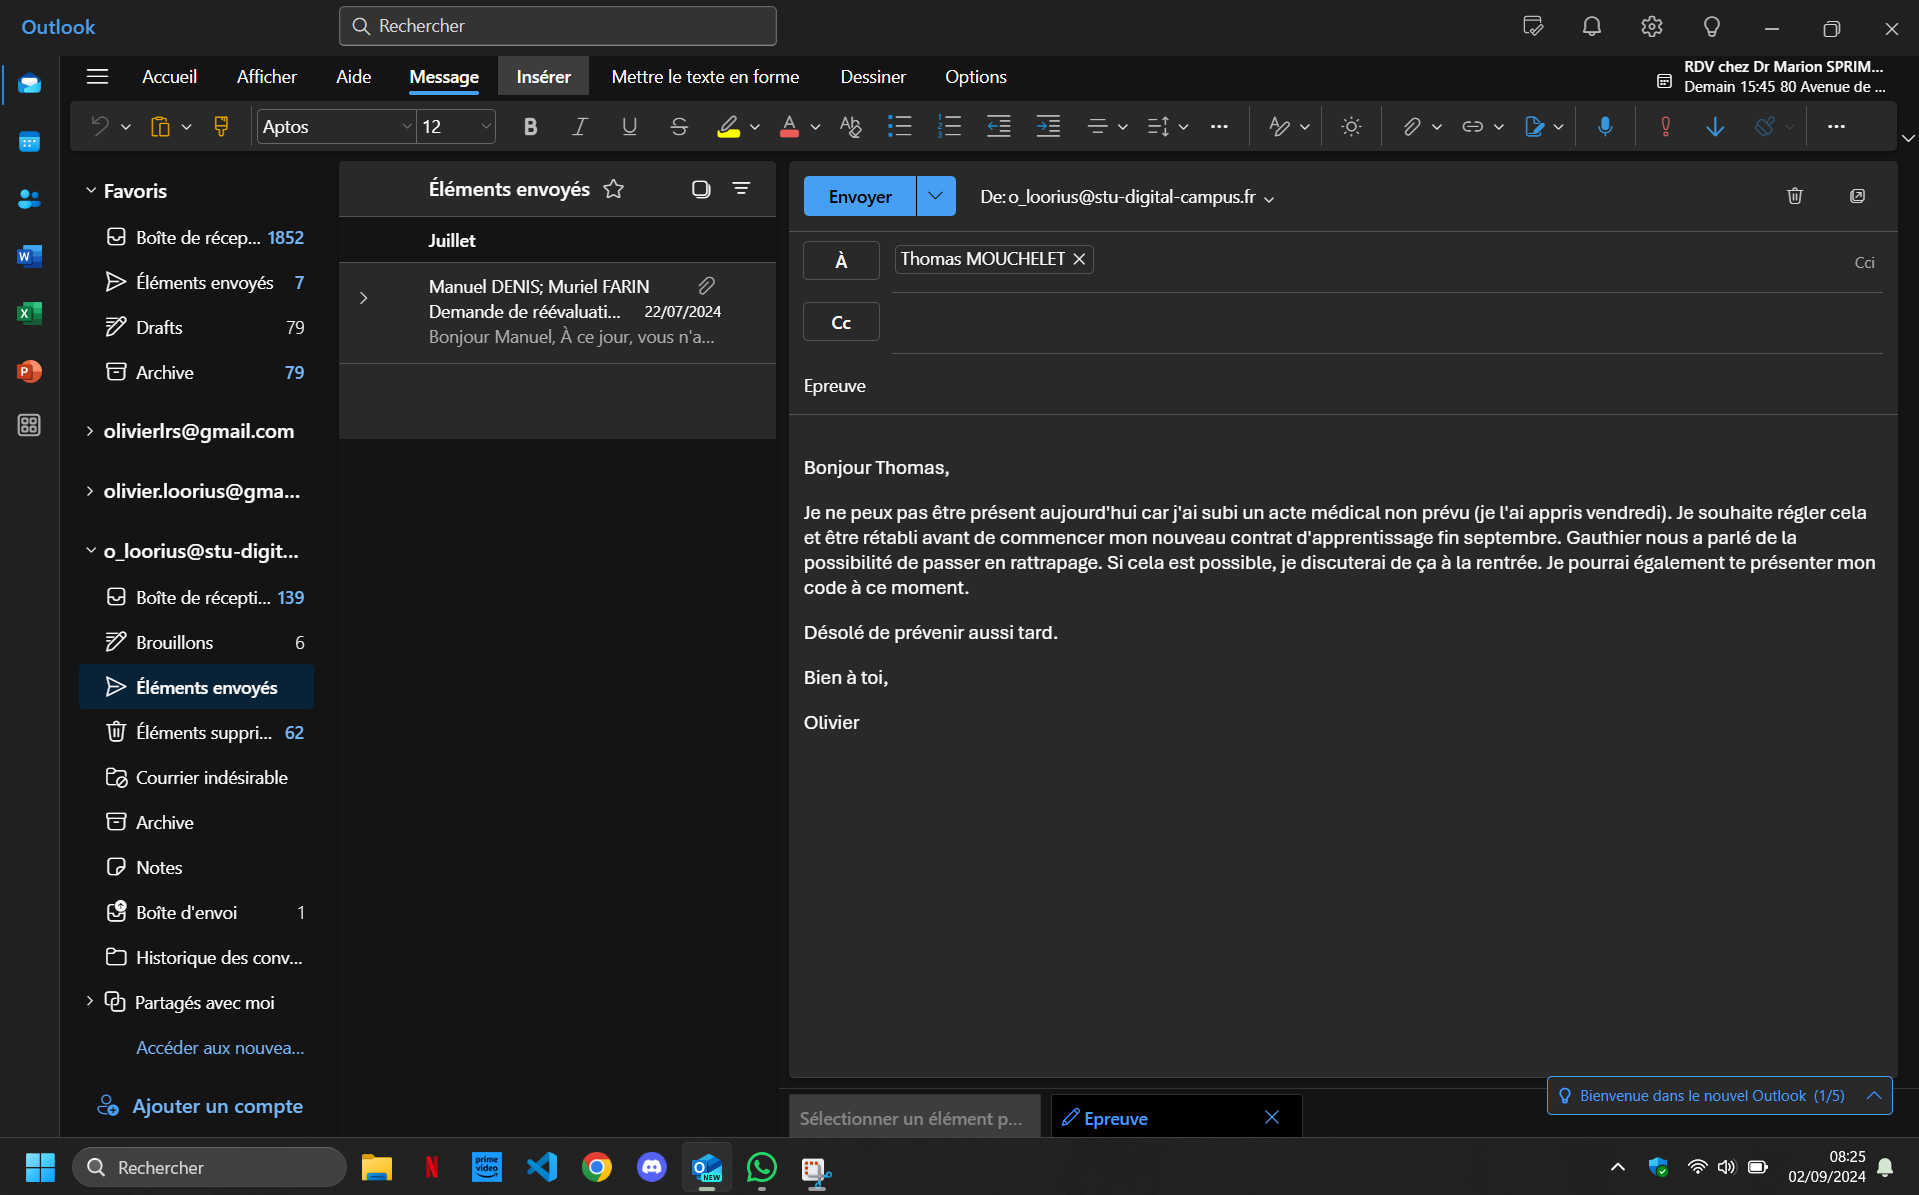 Outlook
Rechercher
Accueil
Afficher
Aide
Message
Insérer
Mettre le texte en forme
Dessiner
Options
RDV chez Dr Marion SPRIM...
Demain 15:45 80 Avenue de ...
Aptos
12
Favoris
Boîte de récep... 1852
Éléments envoyés 7
Drafts 79
Archive 79
olivierlrs@gmail.com
olivier.loorius@gma...
o_loorius@stu-digit...
Boîte de récepti... 139
Brouillons 6
Éléments envoyés
Éléments suppri... 62
Courrier indésirable
Archive
Notes
Boîte d'envoi 1
Historique des conv...
Partagés avec moi
Accéder aux nouvea...
Ajouter un compte
Éléments envoyés
Juillet
Manuel DENIS; Muriel FARIN
Demande de réévaluati... 22/07/2024
Bonjour Manuel, À ce jour, vous n'a...
Envoyer
De: o_loorius@stu-digital-campus.fr
À
Thomas MOUCHELET
Cci
Cc
Epreuve
Bonjour Thomas,
Je ne peux pas être présent aujourd'hui car j'ai subi un acte médical non prévu (je l'ai appris vendredi). Je souhaite régler cela
et être rétabli avant de commencer mon nouveau contrat d'apprentissage fin septembre. Gauthier nous a parlé de la
possibilité de passer en rattrapage. Si cela est possible, je discuterai de ça à la rentrée. Je pourrai également te présenter mon
code à ce moment.
Désolé de prévenir aussi tard.
Bien à toi,
Olivier
Bienvenue dans le nouvel Outlook (1/5)
Sélectionner un élément p...
Epreuve
Rechercher
prime video
NEW
08:25
02/09/2024